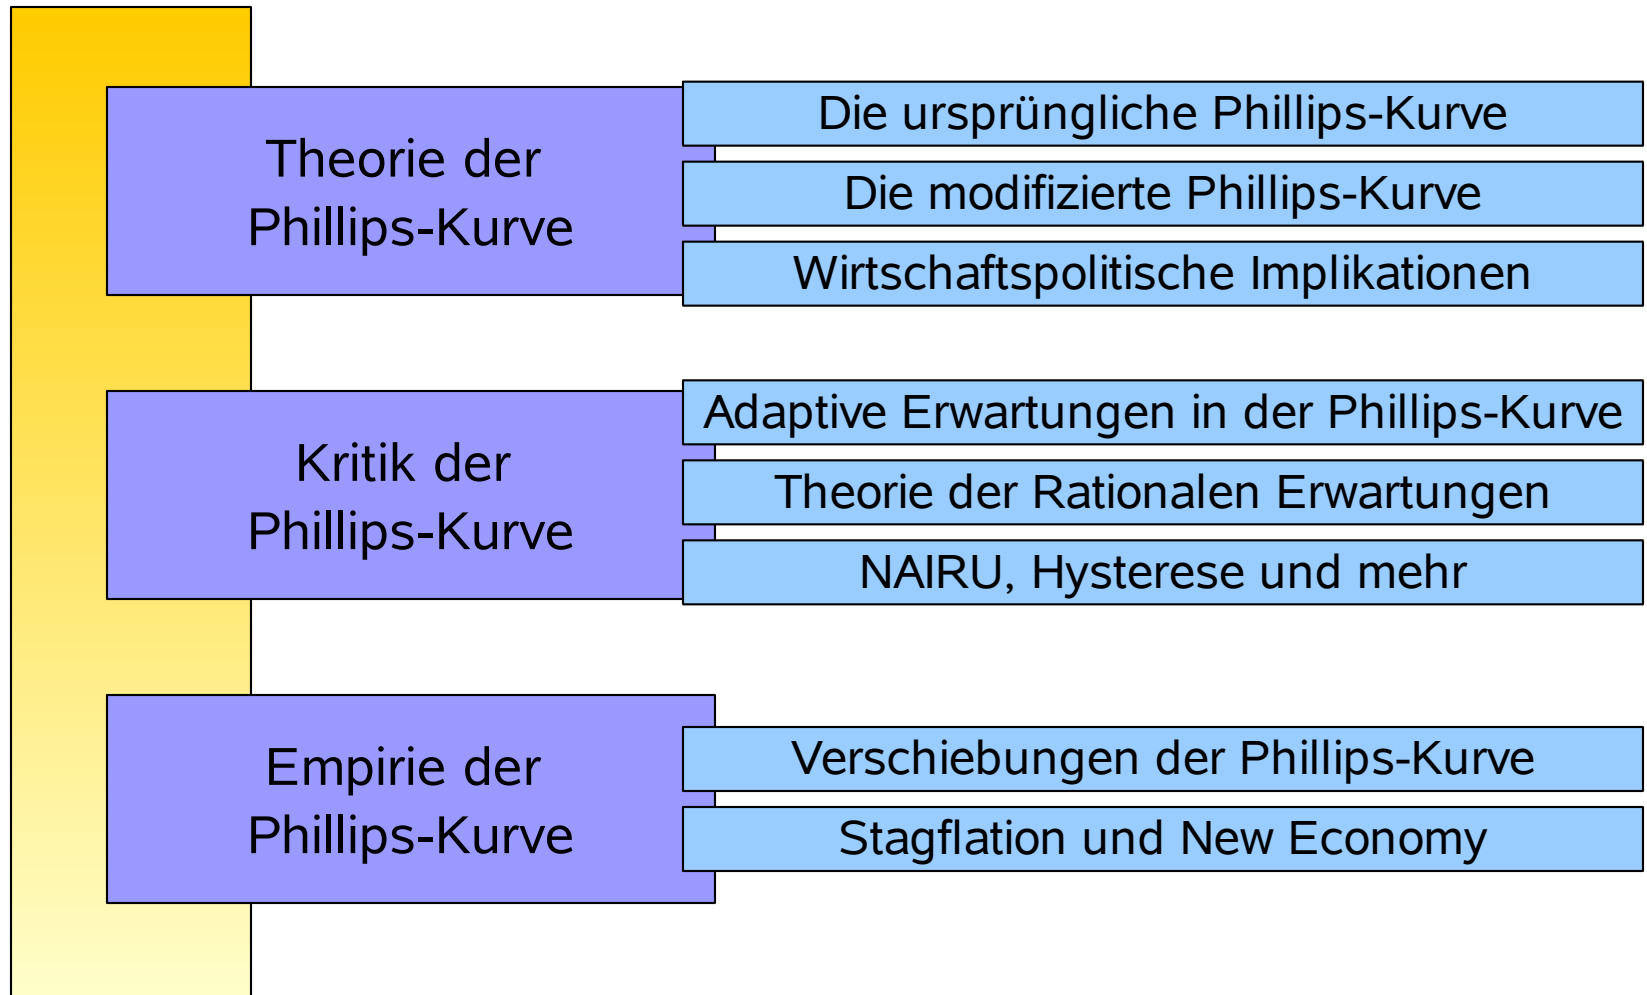 Theorie der
Phillips-Kurve
Die ursprüngliche Phillips-Kurve
Die modifizierte Phillips-Kurve
Wirtschaftspolitische Implikationen
Kritik der
Phillips-Kurve
Adaptive Erwartungen in der Phillips-Kurve
Theorie der Rationalen Erwartungen
NAIRU, Hysterese und mehr
Empirie der
Phillips-Kurve
Verschiebungen der Phillips-Kurve
Stagflation und New Economy